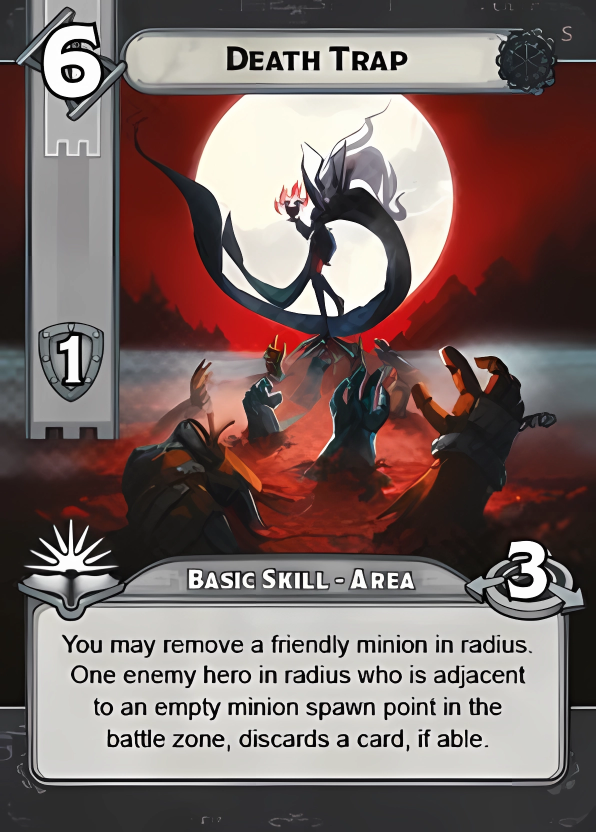 6
DEATH TRAP
S
1
BASIC SKILL - AREA
3
You may remove a friendly minion in radius.
One enemy hero in radius who is adjacent
to an empty minion spawn point in the
battle zone, discards a card, if able.